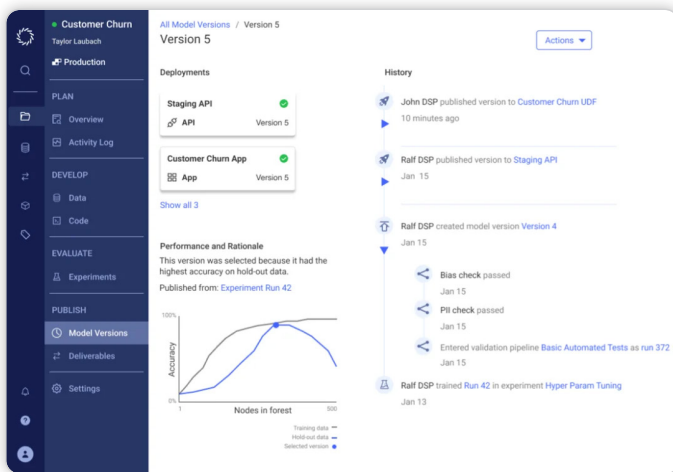 Customer Churn
Taylor Laubach
Production
PLAN
Overview
Activity Log
DEVELOP
Data
Code
EVALUATE
Experiments
PUBLISH
Model Versions
Deliverables
Settings
All Model Versions / Version 5
Version 5
Actions
Deployments
Staging API
API Version 5
Customer Churn App
App Version 5
Show all 3
Performance and Rationale
This version was selected because it had the
highest accuracy on hold-out data.
Published from: Experiment Run 42
100%
Accuracy
0%
1
Nodes in forest
500
Training data
Hold-out data
Selected version
History
John DSP published version to Customer Churn UDF
10 minutes ago
Ralf DSP published version to Staging API
Jan 15
Ralf DSP created model version Version 4
Jan 15
Bias check passed
Jan 15
PII check passed
Jan 15
Entered validation pipeline Basic Automated Tests as run 372
Jan 15
Ralf DSP trained Run 42 in experiment Hyper Param Tuning
Jan 13